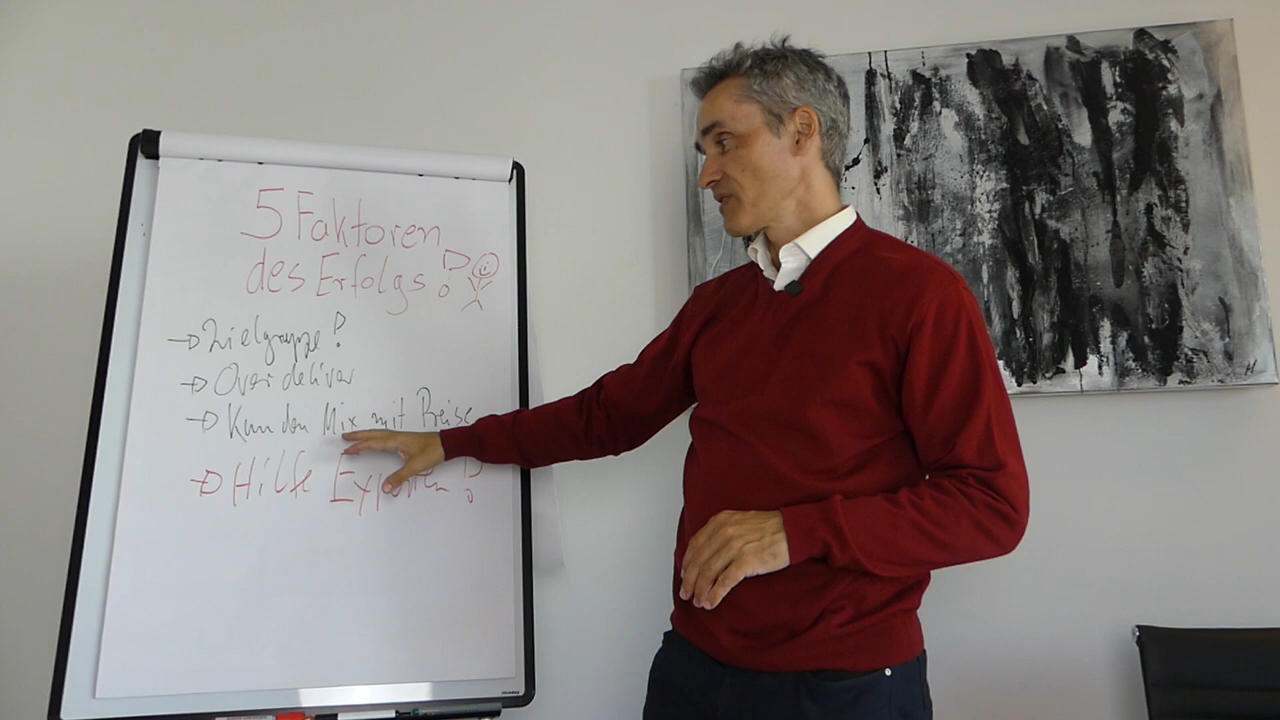 5 Faktoren
des Erfolgs!
→ Zielgruppe!
→ Over deliver
→ Kunden Mix mit Preise
→ Hilfe Experten!